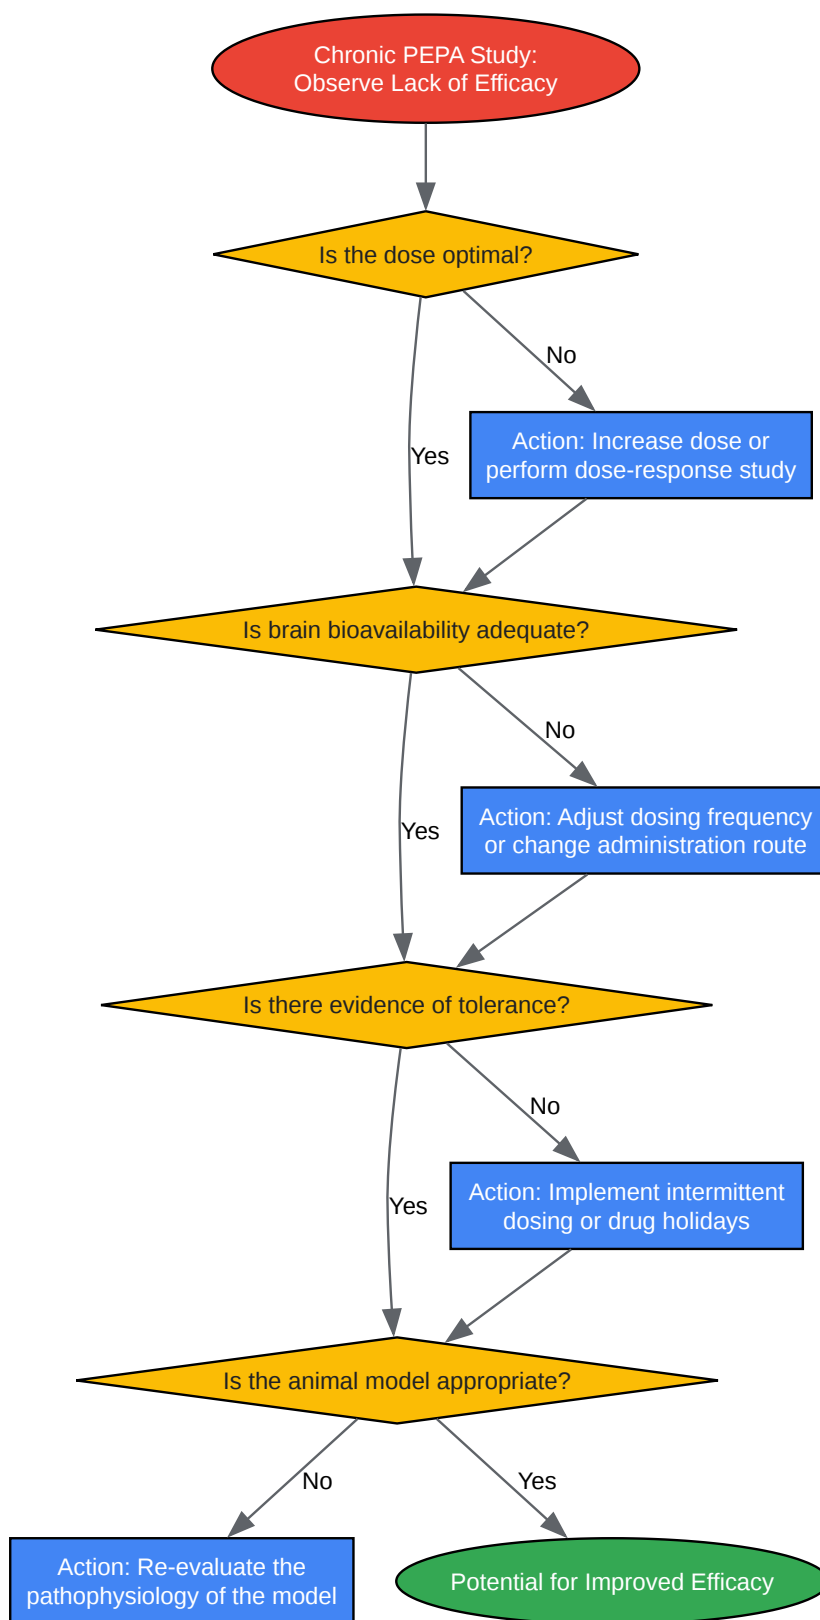 Chronic PEPA Study:
Observe Lack of Efficacy
Is the dose optimal?
No
Action: Increase dose or
perform dose-response study
Yes
Is brain bioavailability adequate?
No
Action: Adjust dosing frequency
or change administration route
Yes
Is there evidence of tolerance?
No
Action: Implement intermittent
dosing or drug holidays
Yes
Is the animal model appropriate?
No
Yes
Action: Re-evaluate the
pathophysiology of the model
Potential for Improved Efficacy